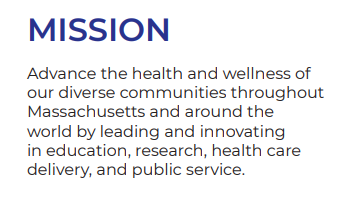 MISSION
Advance the health and wellness of
our diverse communities throughout
Massachusetts and around the
world by leading and innovating
in education, research, health care
delivery, and public service.